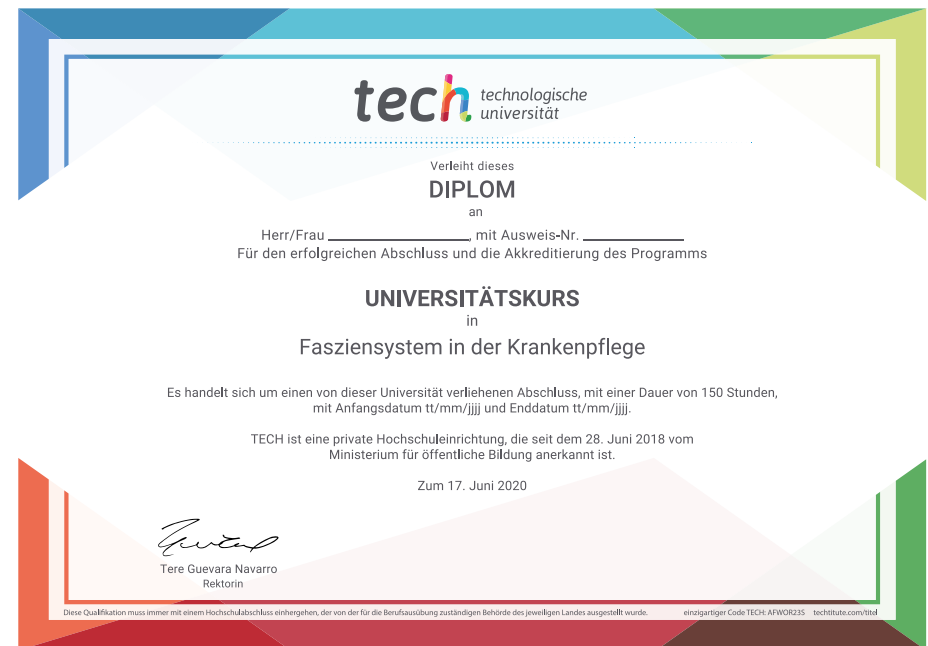 tech technologische
universität
Verleiht dieses
DIPLOM
an
Herr/Frau ____________, mit Ausweis-Nr. ____________
Für den erfolgreichen Abschluss und die Akkreditierung des Programms
UNIVERSITÄTSKURS
in
Fasziensystem in der Krankenpflege
Es handelt sich um einen von dieser Universität verliehenen Abschluss, mit einer Dauer von 150 Stunden,
mit Anfangsdatum tt/mm/jjjj und Enddatum tt/mm/jjjj.
TECH ist eine private Hochschuleinrichtung, die seit dem 28. Juni 2018 vom
Ministerium für öffentliche Bildung anerkannt ist.
Zum 17. Juni 2020
Tere Guevara Navarro
Rektorin
Diese Qualifikation muss immer mit einem Hochschulabschluss einhergehen, der von der für die Berufsausübung zuständigen Behörde des jeweiligen Landes ausgestellt wurde. einzigartiger Code TECH: AFWOR23S techtitute.com/titel